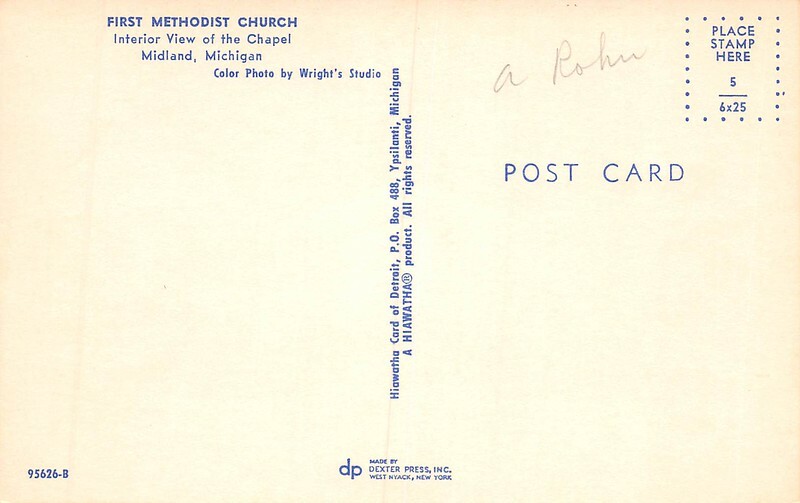 FIRST METHODIST CHURCH
Interior View of the Chapel
Midland, Michigan
Color Photo by Wright's Studio
a Rohn
PLACE
STAMP
HERE
5
6x25
POST CARD
Hiawatha Card of Detroit, P.O. Box 488, Ypsilanti, Michigan
A HIAWATHA® product. All rights reserved.
95626-B
dp
MADE BY
DEXTER PRESS, INC.
WEST NYACK, NEW YORK